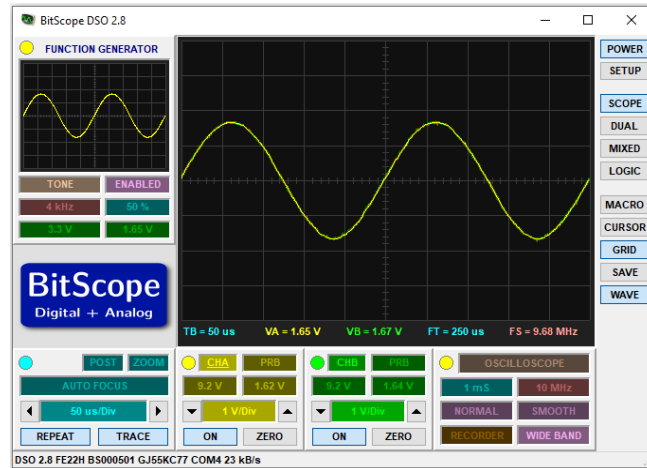 BitScope DSO 2.8
FUNCTION GENERATOR
TONE ENABLED
4 kHz 50 %
3.3 V 1.65 V
BitScope
Digital + Analog
TB = 50 us VA = 1.65 V VB = 1.67 V FT = 250 us FS = 9.68 MHz
POWER
SETUP
SCOPE
DUAL
MIXED
LOGIC
MACRO
CURSOR
GRID
SAVE
WAVE
POST ZOOM
AUTO FOCUS
50 us/Div
REPEAT TRACE
CHA PRB
9.2 V 1.62 V
1 V/Div
ON ZERO
CHB PRB
9.2 V 1.64 V
1 V/Div
ON ZERO
OSCILLOSCOPE
1 mS 10 MHz
NORMAL SMOOTH
RECORDER WIDE BAND
DSO 2.8 FE22H BS000501 GJ55KC77 COM4 23 kB/s